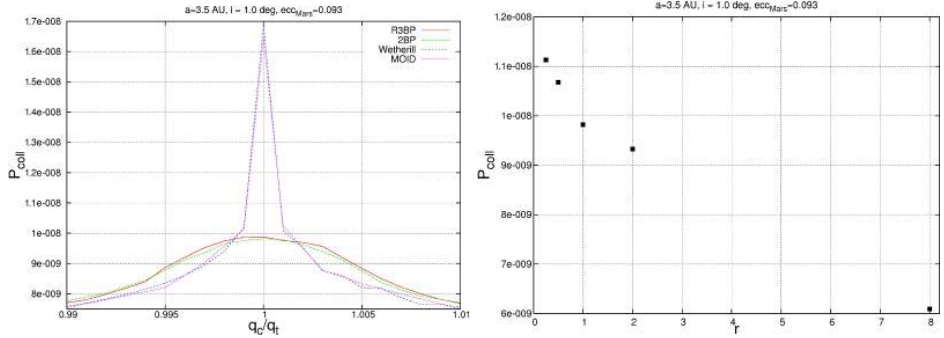 a=3.5 AU, i = 1.0 deg, ecc_Mars=0.093
1.7e-008
1.6e-008
1.5e-008
1.4e-008
1.3e-008
1.2e-008
1.1e-008
1e-008
9e-009
8e-009
P_coll
R3BP
2BP
Wetherill
MOID
0.99 0.995 1 1.005 1.01
q_c/q_t
a=3.5 AU, i = 1.0 deg, ecc_Mars=0.093
1.2e-008
1.1e-008
1e-008
9e-009
8e-009
7e-009
6e-009
P_coll
0 1 2 3 4 5 6 7 8
r